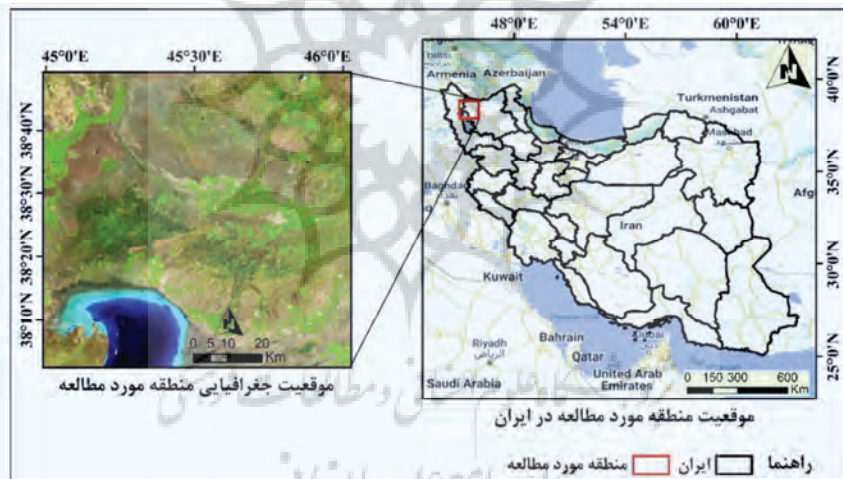 45°0'E 45°30'E 46°0'E
38°40'N
38°30'N
38°20'N
38°10'N
N
0 5 10 20
Km
موقعیت جغرافیایی منطقه مورد مطالعه
48°0'E 54°0'E 60°0'E
40°0'N
35°0'N
30°0'N
25°0'N
N
Armenia Azerbaijan
Turkmenistan
Ashgabat
Mashhad
Baghdad
Iran
Kuwait
Bahrain
Riyadh
الرياض
Qatar
Dubai
United Arab
Emirates
Saudi Arabia
0 150 300 600
Km
موقعیت منطقه مورد مطالعه در ایران
راهنما ایران منطقه مورد مطالعه